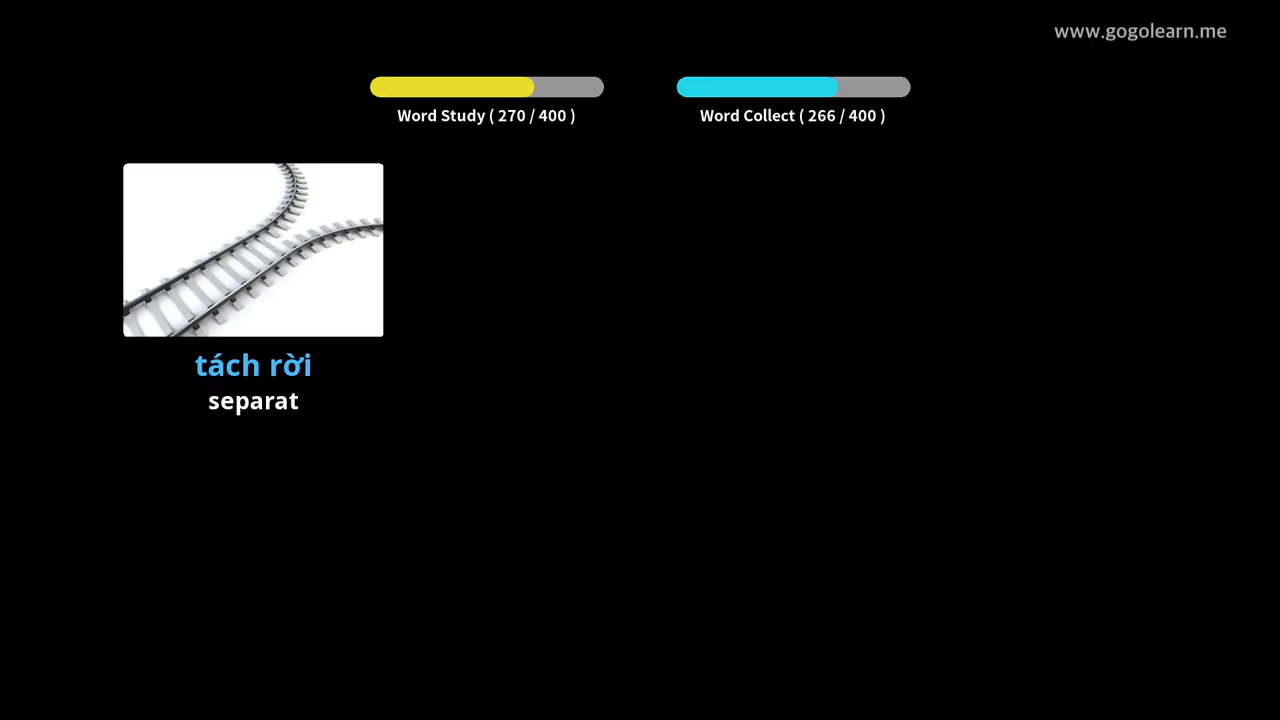 www.gogolearn.me
Word Study ( 270 / 400 )
Word Collect ( 266 / 400 )
tách rời
separat